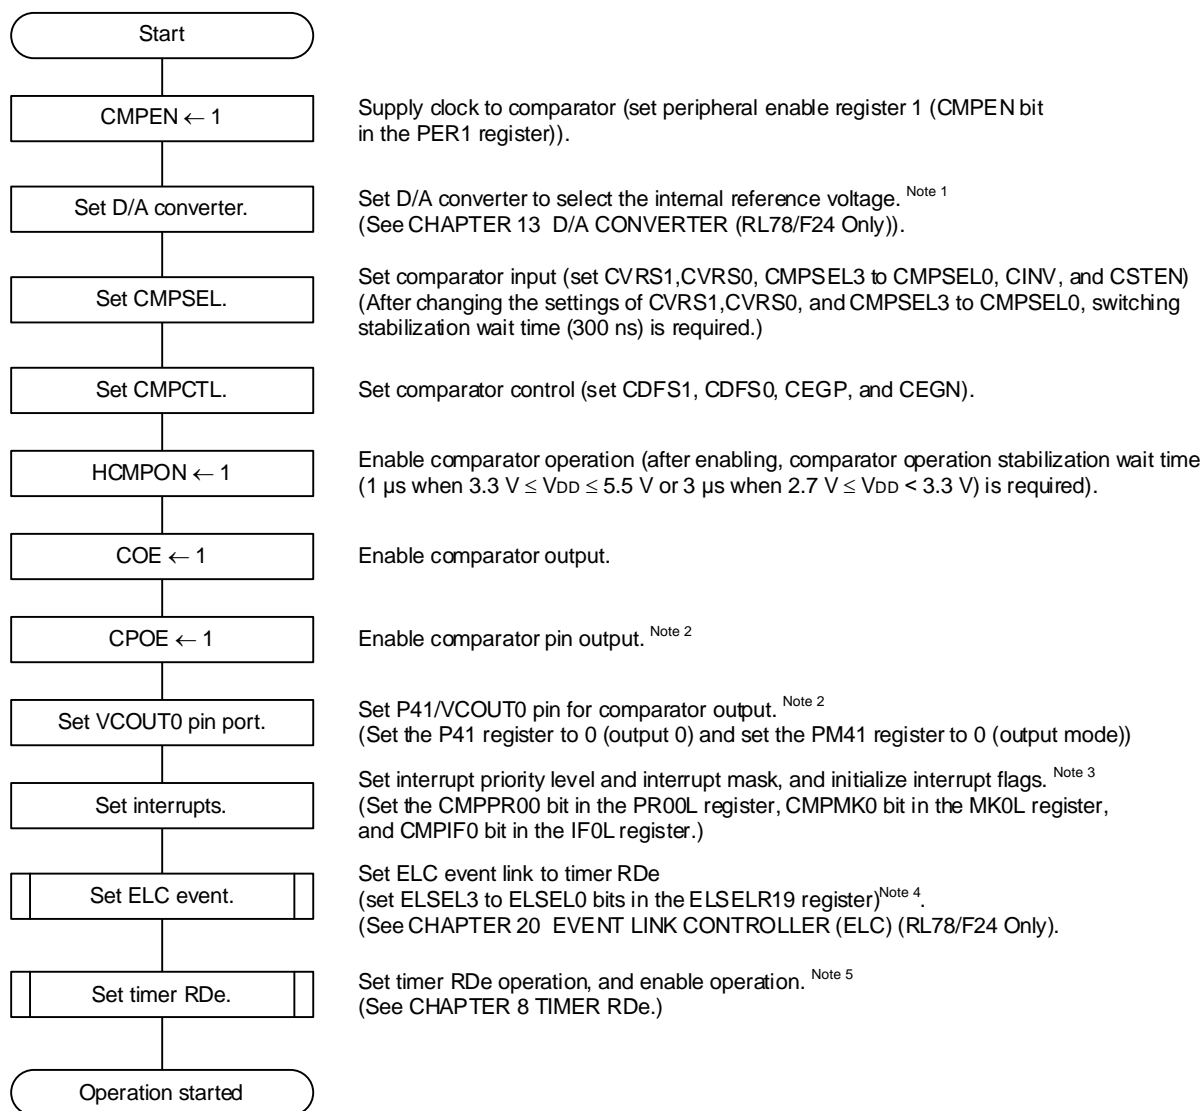 Start
CMPEN ← 1
Supply clock to comparator (set peripheral enable register 1 (CMPEN bit
in the PER1 register)).
Set D/A converter.
Set D/A converter to select the internal reference voltage. Note 1
(See CHAPTER 13 D/A CONVERTER (RL78/F24 Only)).
Set CMPSEL.
Set comparator input (set CVRS1,CVRS0, CMPSEL3 to CMPSEL0, CINV, and CSTEN)
(After changing the settings of CVRS1,CVRS0, and CMPSEL3 to CMPSEL0, switching
stabilization wait time (300 ns) is required.)
Set CMPCTL.
Set comparator control (set CDFS1, CDFS0, CEGP, and CEGN).
HCMPON ← 1
Enable comparator operation (after enabling, comparator operation stabilization wait time
(1 µs when 3.3 V ≤ VDD ≤ 5.5 V or 3 µs when 2.7 V ≤ VDD < 3.3 V) is required).
COE ← 1
Enable comparator output.
CPOE ← 1
Enable comparator pin output. Note 2
Set VCOUT0 pin port.
Set P41/VCOUT0 pin for comparator output. Note 2
(Set the P41 register to 0 (output 0) and set the PM41 register to 0 (output mode))
Set interrupts.
Set interrupt priority level and interrupt mask, and initialize interrupt flags. Note 3
(Set the CMPPR00 bit in the PR00L register, CMPMK0 bit in the MK0L register,
and CMPIF0 bit in the IF0L register.)
Set ELC event.
Set ELC event link to timer RDe
(set ELSEL3 to ELSEL0 bits in the ELSELR19 register)Note 4.
(See CHAPTER 20 EVENT LINK CONTROLLER (ELC) (RL78/F24 Only).
Set timer RDe.
Set timer RDe operation, and enable operation. Note 5
(See CHAPTER 8 TIMER RDe.)
Operation started